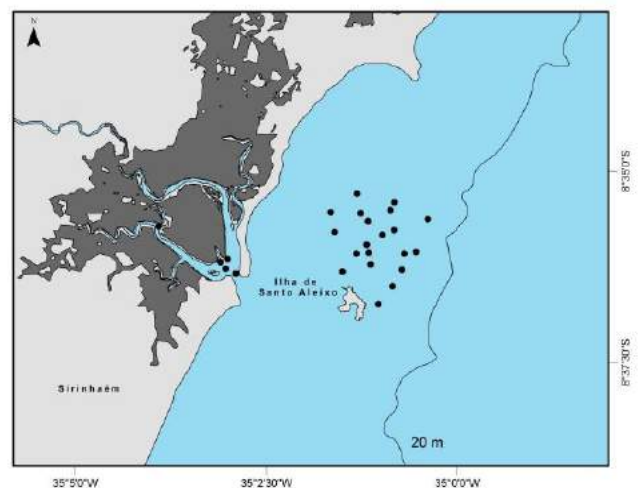 N
8°35'0"S
Ilha de
Santo Aleixo
8°37'30"S
Sirinhaém
20 m
35°5'0"W
35°2'30"W
35°0'0"W